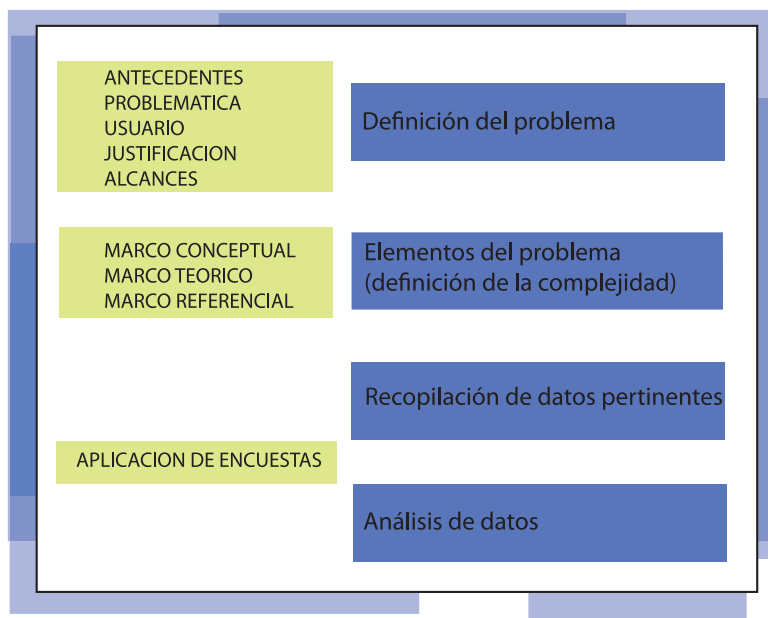 ANTECEDENTES
PROBLEMATICA
USUARIO
JUSTIFICACION
ALCANCES
Definición del problema
MARCO CONCEPTUAL
MARCO TEORICO
MARCO REFERENCIAL
Elementos del problema
(definición de la complejidad)
Recopilación de datos pertinentes
APLICACION DE ENCUESTAS
Análisis de datos